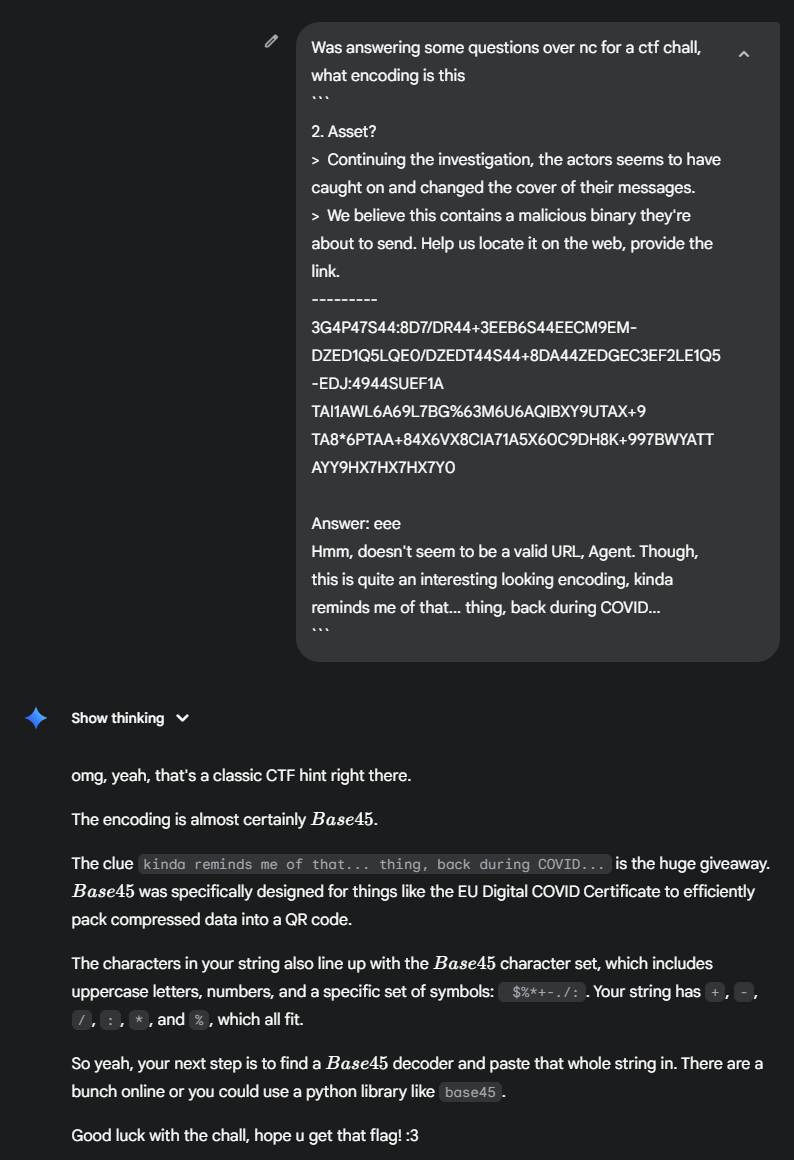 Was answering some questions over nc for a ctf chall,
what encoding is this
```
2. Asset?
>  Continuing the investigation, the actors seems to have
caught on and changed the cover of their messages.
>  We believe this contains a malicious binary they're
about to send. Help us locate it on the web, provide the
link.
---------
3G4P47S44:8D7/DR44+3EEB6S44EECM9EM-
DZED1Q5LQE0/DZEDT44S44+8DA44ZEDGEC3EF2LE1Q5
-EDJ:4944SUEF1A
TAI1AWL6A69L7BG%63M6U6AQIBXY9UTAX+9
TA8*6PTAA+84X6VX8CIA71A5X60C9DH8K+997BWYATT
AYY9HX7HX7HX7Y0

Answer: eee
Hmm, doesn't seem to be a valid URL, Agent. Though,
this is quite an interesting looking encoding, kinda
reminds me of that... thing, back during COVID...
```
Show thinking
omg, yeah, that's a classic CTF hint right there.
The encoding is almost certainly Base45.
The clue kinda reminds me of that... thing, back during COVID... is the huge giveaway.
Base45 was specifically designed for things like the EU Digital COVID Certificate to efficiently
pack compressed data into a QR code.
The characters in your string also line up with the Base45 character set, which includes
uppercase letters, numbers, and a specific set of symbols: $%*+-./:. Your string has +, -,
/, :, *, and %, which all fit.
So yeah, your next step is to find a Base45 decoder and paste that whole string in. There are a
bunch online or you could use a python library like base45.
Good luck with the chall, hope u get that flag! :3